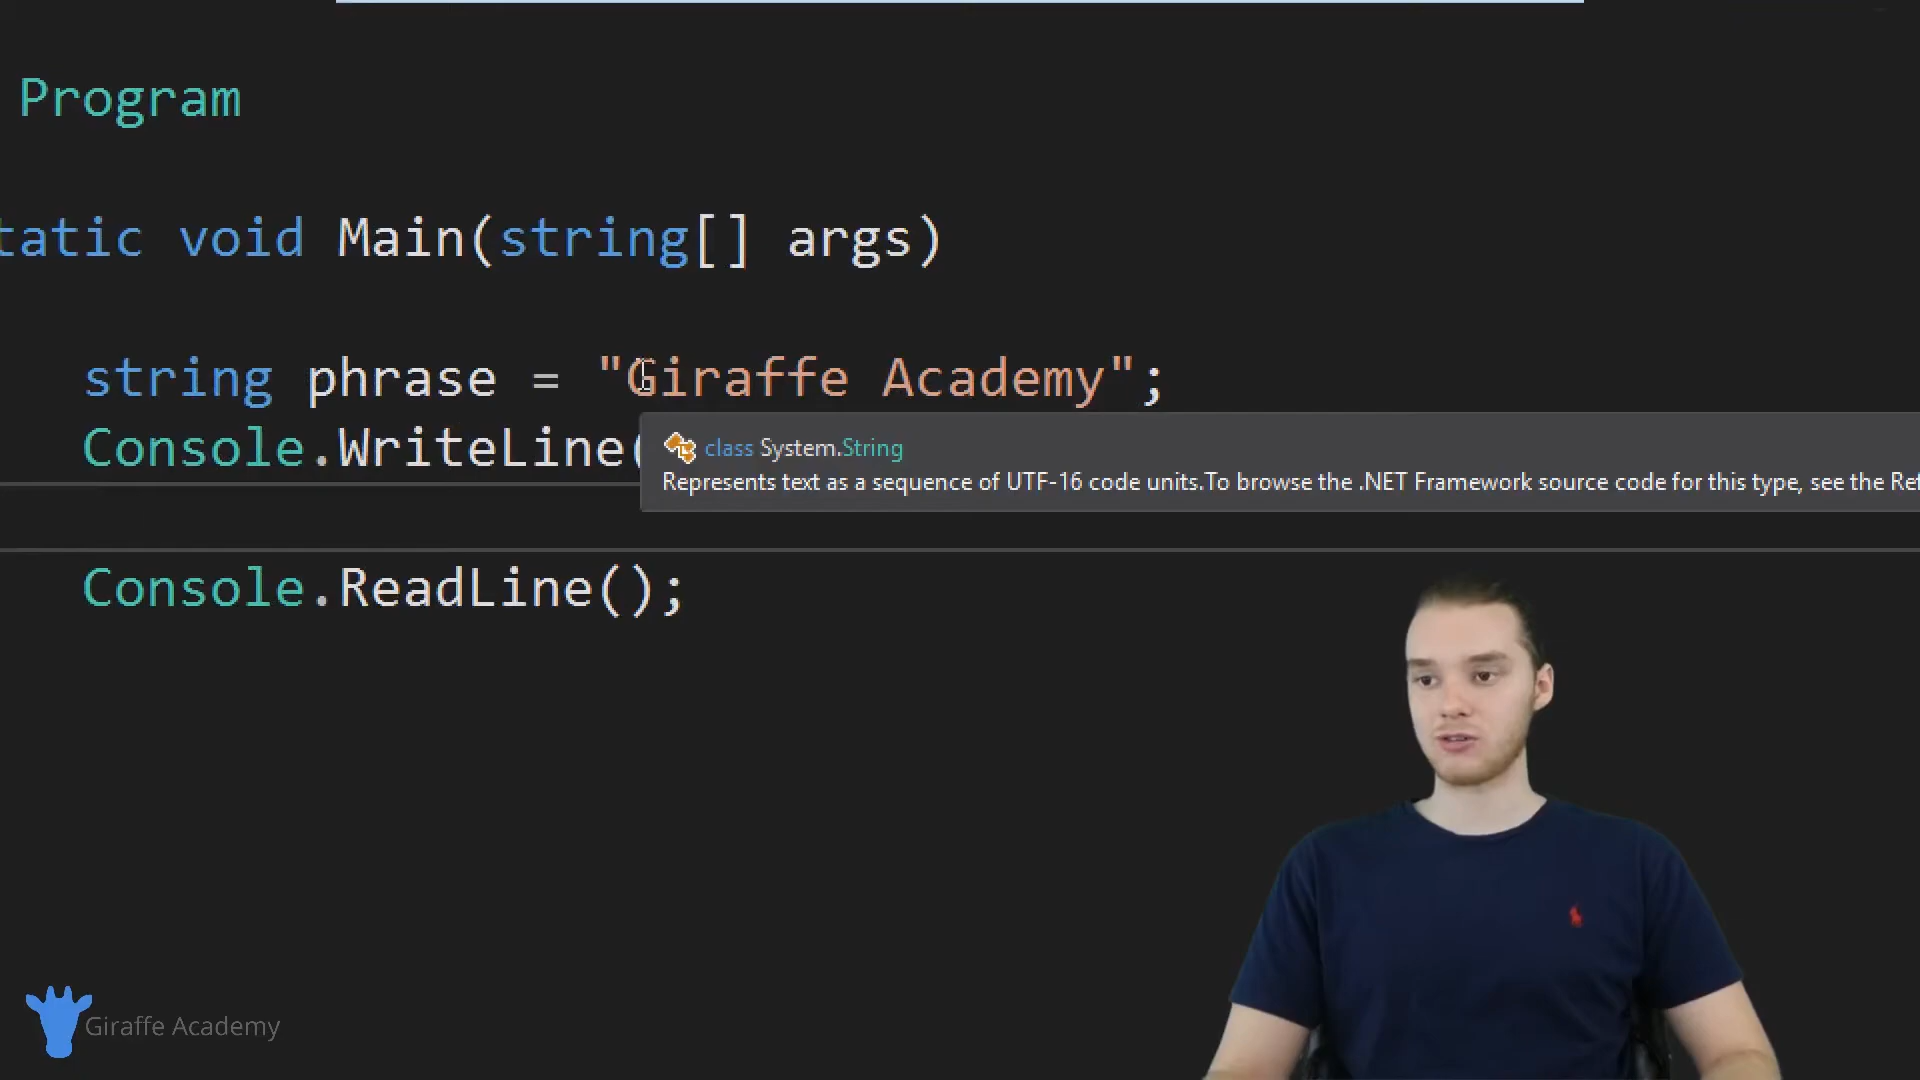 Program
tatic void Main(string[] args)
string phrase = "Giraffe Academy";
Console.WriteLine(
class System.String
Represents text as a sequence of UTF-16 code units.To browse the .NET Framework source code for this type, see the Ref
Console.ReadLine();
Giraffe Academy